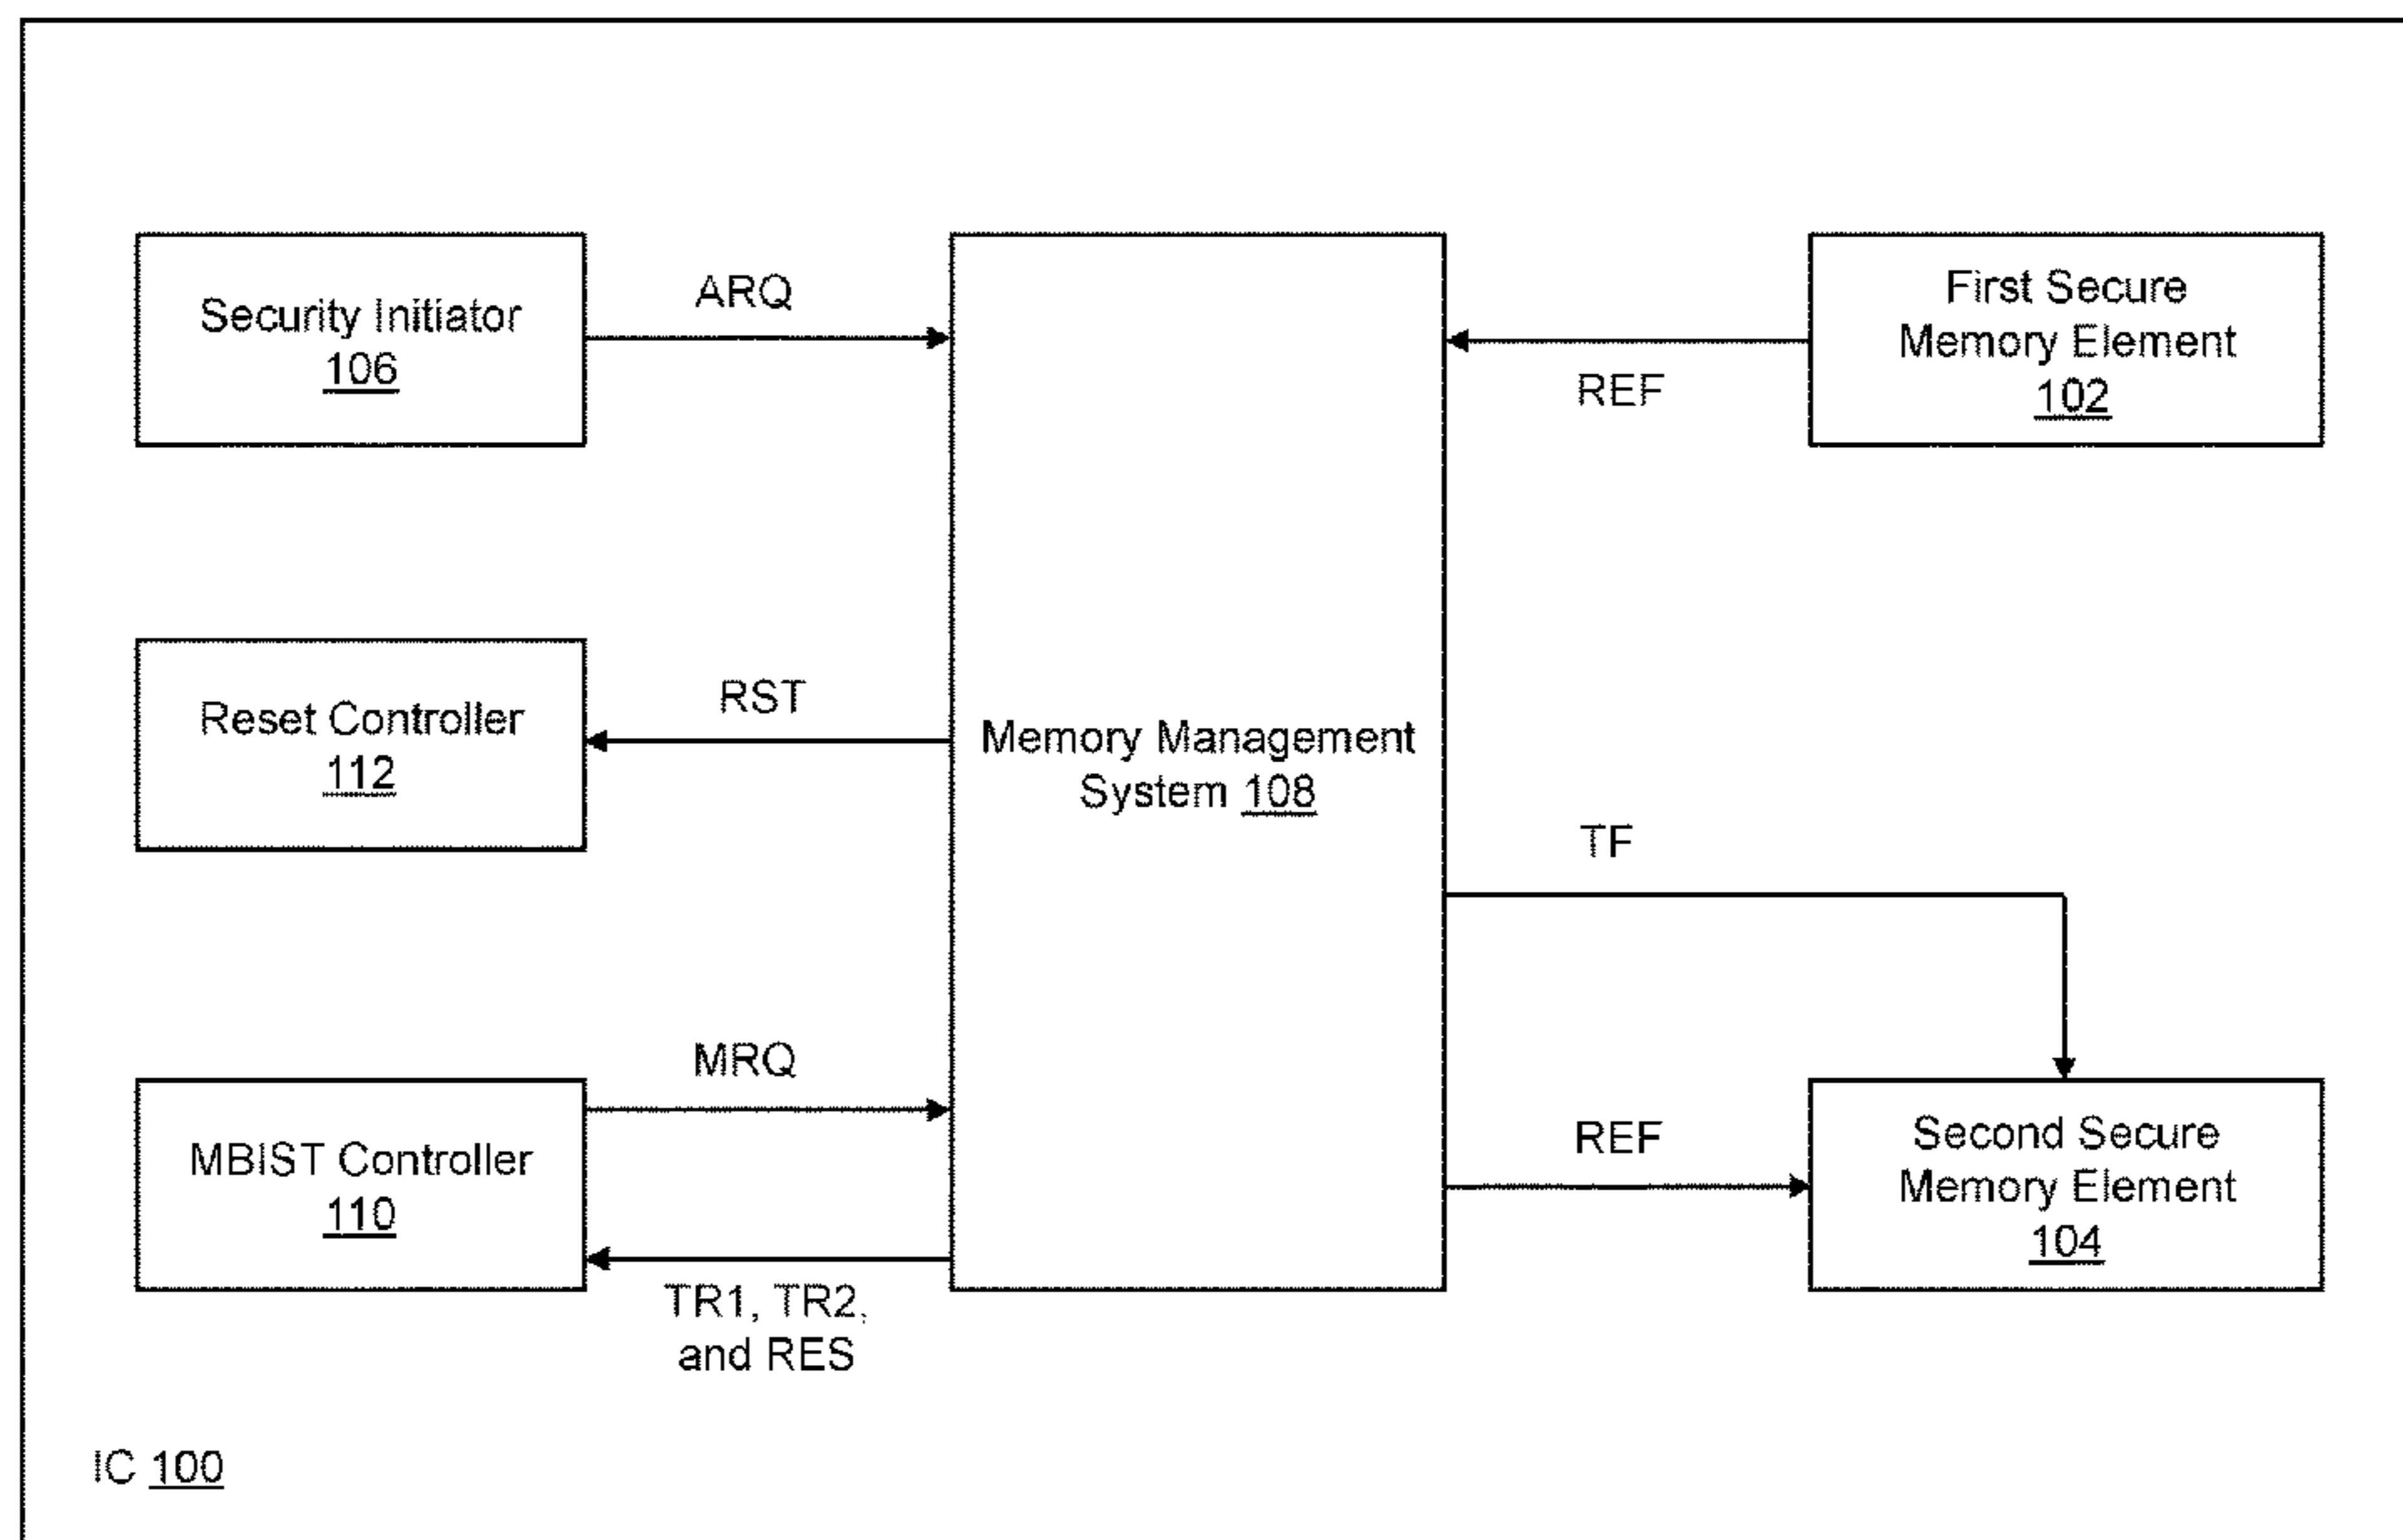 Security Initiator
106
ARQ
First Secure
Memory Element
102
REF
Reset Controller
112
RST
Memory Management
System 108
TF
MBIST Controller
110
MRQ
TR1, TR2,
and RES
REF
Second Secure
Memory Element
104
IC 100